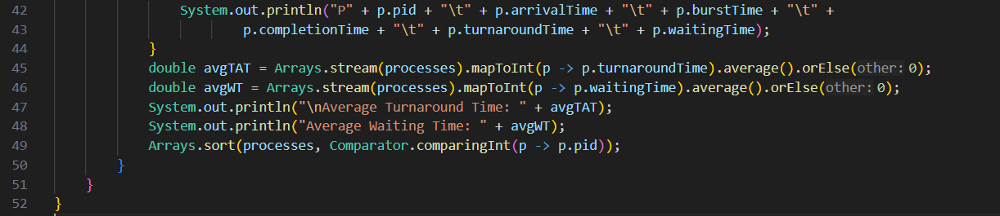 42 System.out.println("P" + p.pid + "\t" + p.arrivalTime + "\t" + p.burstTime + "\t" +
43 p.completionTime + "\t" + p.turnaroundTime + "\t" + p.waitingTime);
44 }
45 double avgTAT = Arrays.stream(processes).mapToInt(p -> p.turnaroundTime).average().orElse(other: 0);
46 double avgWT = Arrays.stream(processes).mapToInt(p -> p.waitingTime).average().orElse(other: 0);
47 System.out.println("\nAverage Turnaround Time: " + avgTAT);
48 System.out.println("Average Waiting Time: " + avgWT);
49 Arrays.sort(processes, Comparator.comparingInt(p -> p.pid));
50 }
51 }
52 }